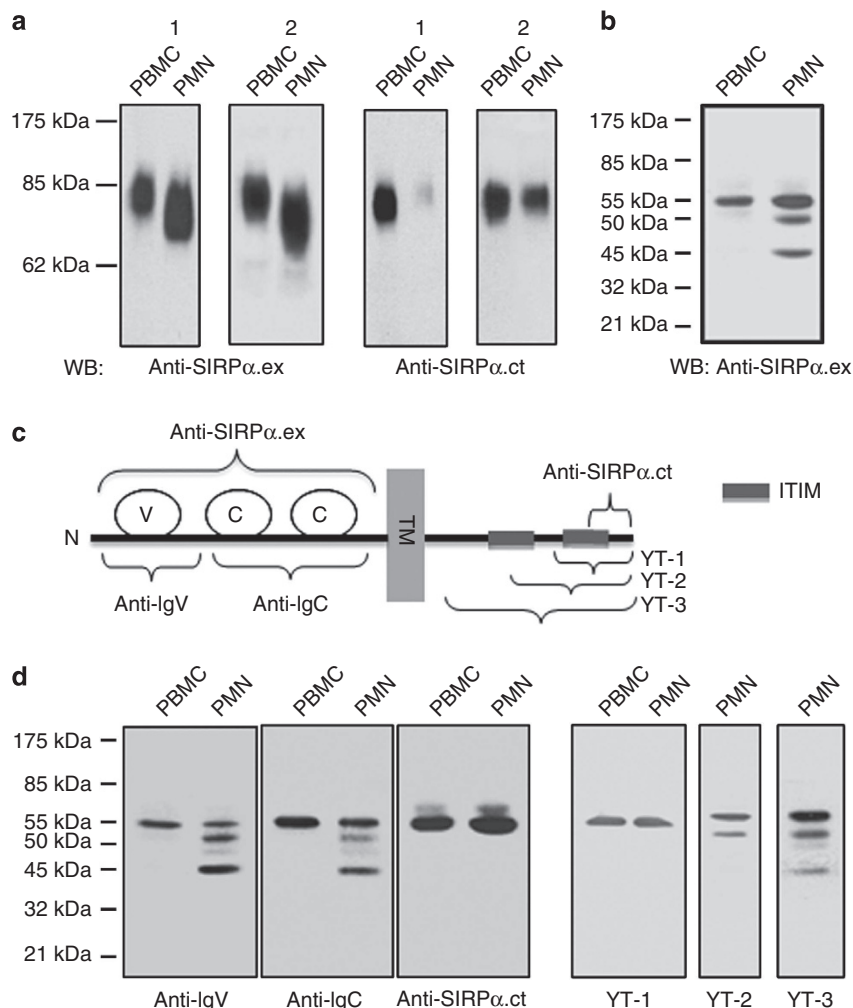 a
1 2 1 2
PBMC PMN PBMC PMN PBMC PMN PBMC PMN
175 kDa
85 kDa
62 kDa
WB: Anti-SIRPα.ex Anti-SIRPα.ct
b
PBMC PMN
175 kDa
85 kDa
55 kDa
50 kDa
45 kDa
32 kDa
21 kDa
WB: Anti-SIRPα.ex
c
Anti-SIRPα.ex
Anti-SIRPα.ct
ITIM
N V C C TM
YT-1
YT-2
YT-3
Anti-IgV Anti-IgC
d
PBMC PMN PBMC PMN PBMC PMN PBMC PMN PMN PMN
175 kDa
85 kDa
55 kDa
50 kDa
45 kDa
32 kDa
21 kDa
Anti-IgV Anti-IgC Anti-SIRPα.ct YT-1 YT-2 YT-3